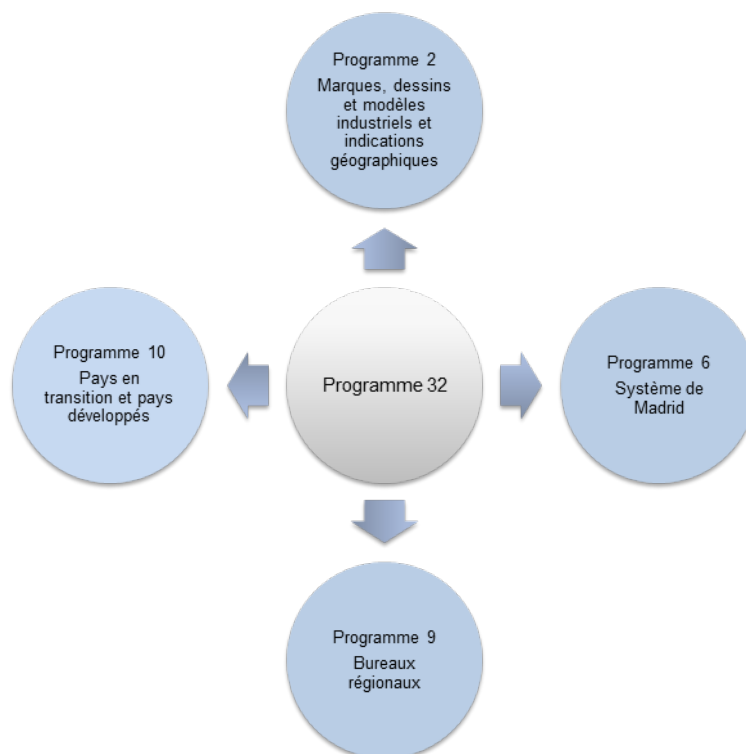 Programme 2
Marques, dessins
et modèles
industriels et
indications
géographiques
Programme 10
Pays en
transition et pays
développés
Programme 32
Programme 6
Système de
Madrid
Programme 9
Bureaux
régionaux